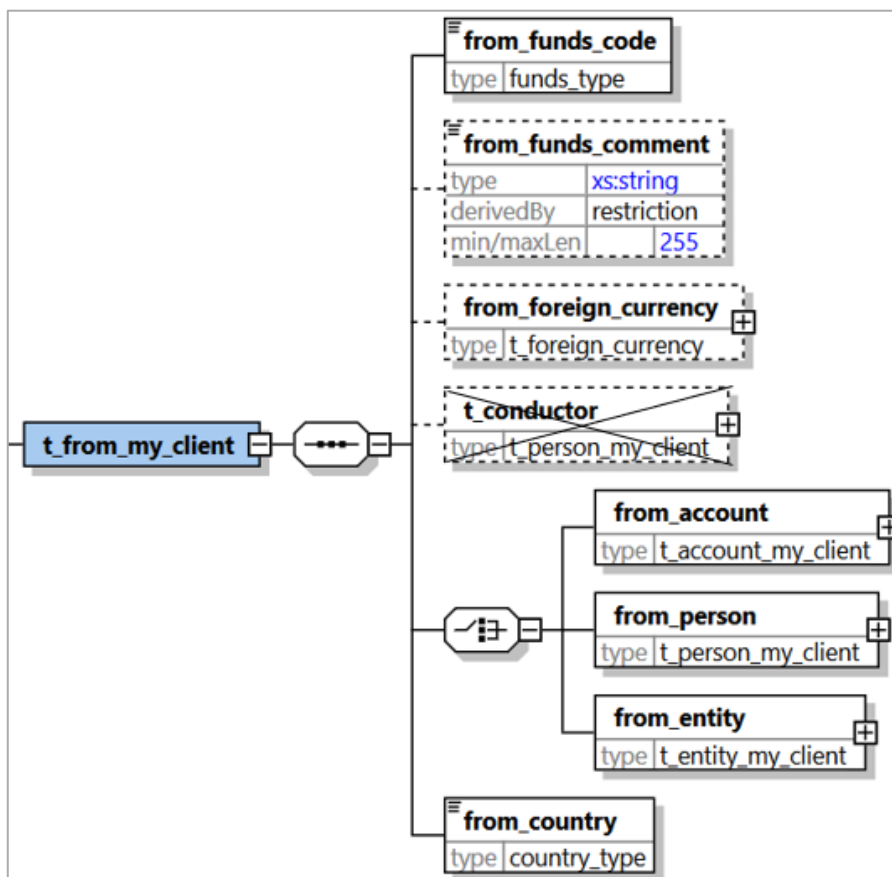 from_funds_code
type funds_type
from_funds_comment
type xs:string
derivedBy restriction
min/maxLen 255
from_foreign_currency
type t_foreign_currency
t_conductor
type t_person_my_client
t_from_my_client
from_account
type t_account_my_client
from_person
type t_person_my_client
from_entity
type t_entity_my_client
from_country
type country_type